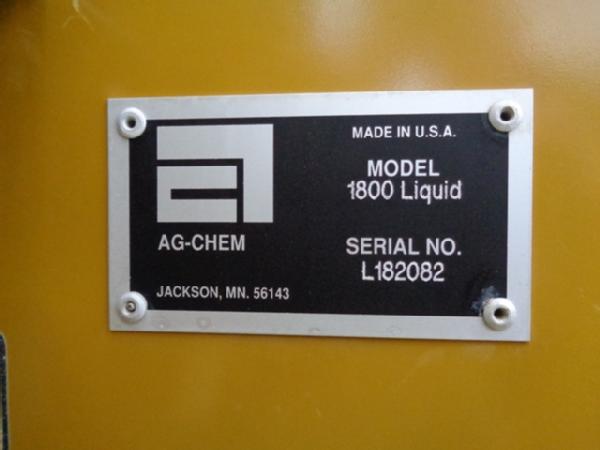 MADE IN U.S.A.
MODEL
1800 Liquid
AG-CHEM
SERIAL NO.
L182082
JACKSON, MN. 56143